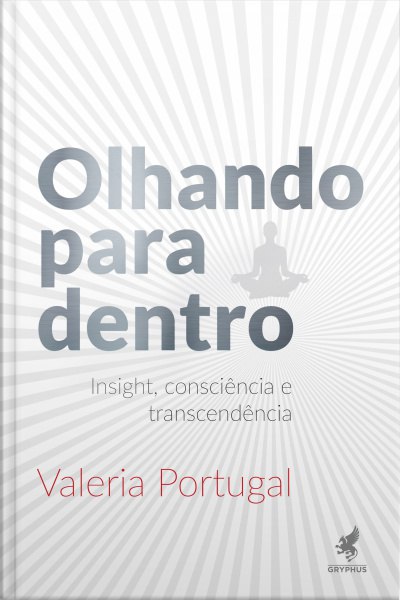 Olhando
para
dentro
Insight, consciência e
transcendência
Valeria Portugal
GRYPHUS